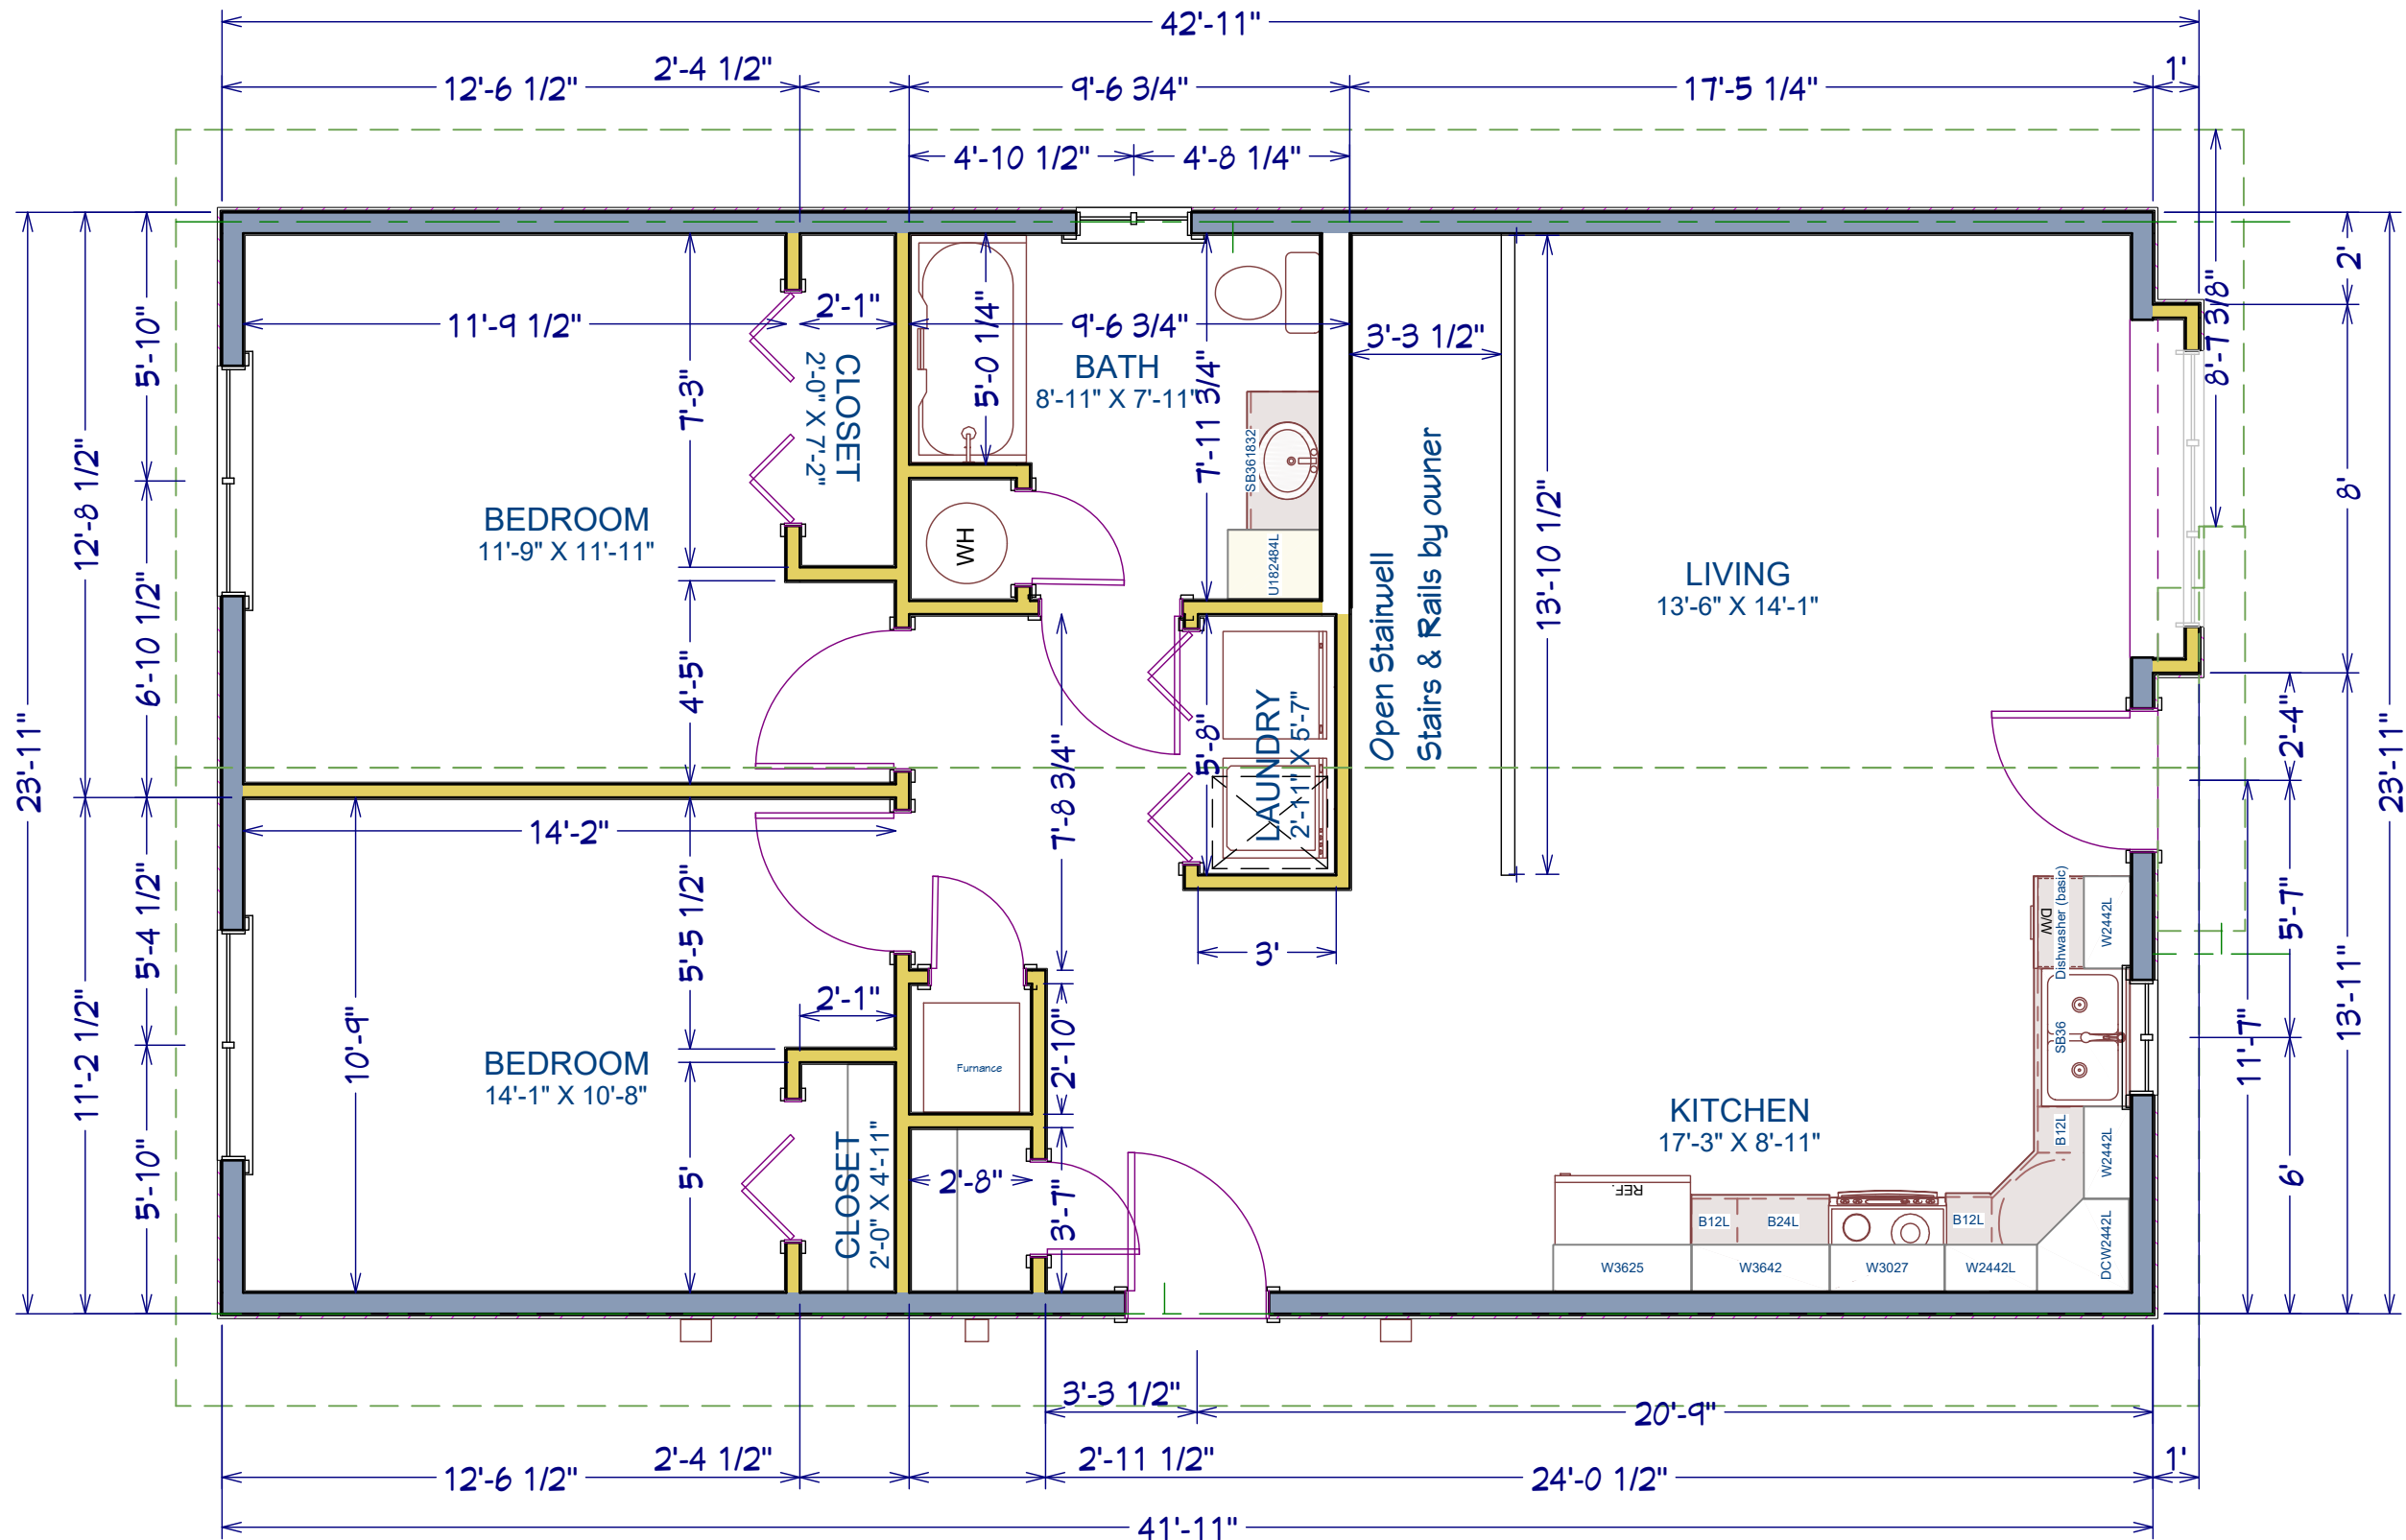 42'-11"
12'-6 1/2"
2'-4 1/2"
9'-6 3/4"
17'-5 1/4"
1'
4'-10 1/2"
4'-8 1/4"
23'-11"
12'-8 1/2"
11'-2 1/2"
5'-10"
6'-10 1/2"
5'-4 1/2"
5'-10"
11'-9 1/2"
2'-1"
9'-6 3/4"
3'-3 1/2"
7'-3"
4'-5"
BEDROOM
11'-9" X 11'-11"
CLOSET
2'-0" X 7'-2"
5'-0 1/4"
BATH
8'-11" X 7'-11"
7'-11 3/4"
SB361832
U182484L
WH
Open Stairwell
Stairs & Rails by owner
13'-10 1/2"
LIVING
13'-6" X 14'-1"
LAUNDRY
2'-11" X 5'-7"
5'-8"
3'
7'-8 3/4"
14'-2"
10'-9"
5'-5 1/2"
2'-1"
5'
BEDROOM
14'-1" X 10'-8"
CLOSET
2'-0" X 4'-11"
Furnance
2'-10"
2'-8"
3'-7"
KITCHEN
17'-3" X 8'-11"
REF.
B12L
B24L
B12L
W3625
W3642
W3027
W2442L
DCW2442L
W2442L
B12L
SB36
Dishwasher (basic)
D/W
W2442L
8'-7 3/8"
2'
8'
2'-4"
5'-7"
6'
11'-7"
13'-11"
23'-11"
3'-3 1/2"
20'-9"
12'-6 1/2"
2'-4 1/2"
2'-11 1/2"
24'-0 1/2"
1'
41'-11"